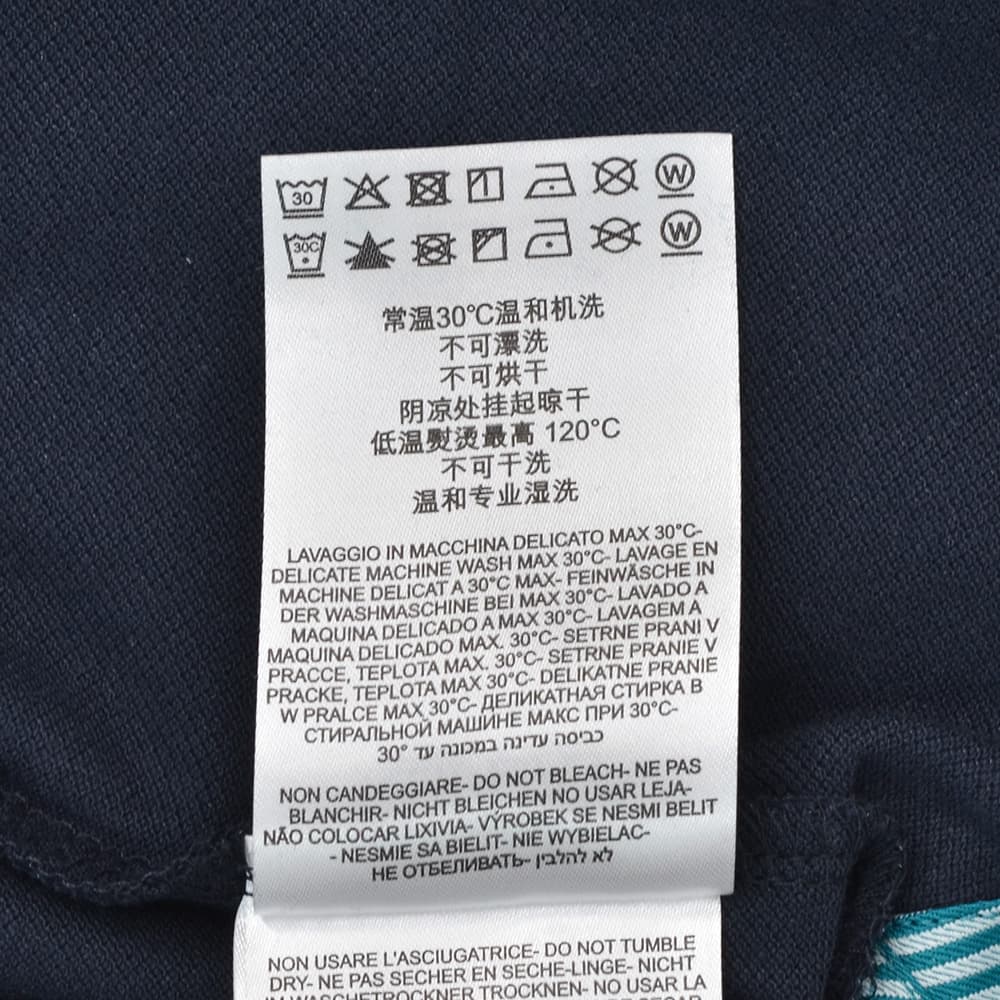 30 W
30C W
常温30°C温和机洗
不可漂洗
不可烘干
阴凉处挂起晾干
低温熨烫最高 120°C
不可干洗
温和专业湿洗
LAVAGGIO IN MACCHINA DELICATO MAX 30°C-
DELICATE MACHINE WASH MAX 30°C- LAVAGE EN
MACHINE DELICAT A 30°C MAX- FEINWÄSCHE IN
DER WASHMASCHINE BEI MAX 30°C- LAVADO A
MAQUINA DELICADO A MAX 30°C- LAVAGEM A
MAQUINA DELICADO MAX. 30°C- SETRNE PRANI V
PRACCE, TEPLOTA MAX. 30°C- SETRNE PRANIE V
PRACKE, TEPLOTA MAX 30°C- DELIKATNE PRANIE
W PRALCE MAX 30°C- ДЕЛИКАТНАЯ СТИРКА В
СТИРАЛЬНОЙ МАШИНЕ МАКС ПРИ 30°C-
כביסה עדינה במכונה עד 30°
NON CANDEGGIARE- DO NOT BLEACH- NE PAS
BLANCHIR- NICHT BLEICHEN NO USAR LEJA-
NÃO COLOCAR LIXIVIA- VÝROBEK SE NESMI BELIT
- NESMIE SA BIELIT- NIE WYBIELAC-
НЕ ОТБЕЛИВАТЬ- לא להלבין
NON USARE L'ASCIUGATRICE- DO NOT TUMBLE
DRY- NE PAS SECHER EN SECHE-LINGE- NICHT
IM WASCHETROCKNER TROCKNEN- NO USAR LA